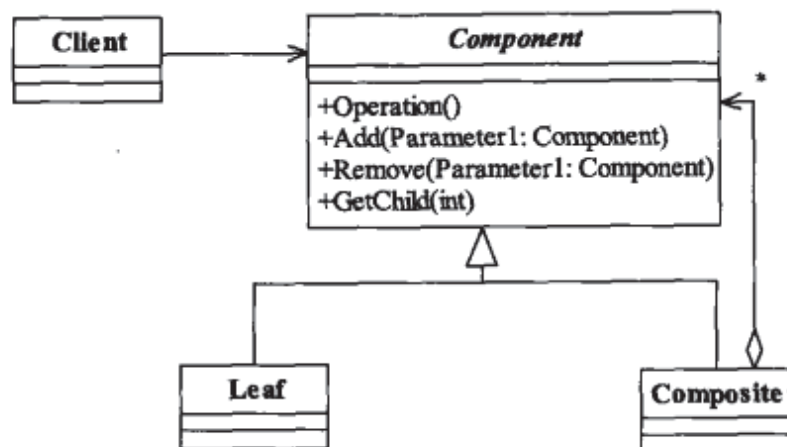 Client
Component
*
+Operation()
+Add(Parameter1: Component)
+Remove(Parameter1: Component)
+GetChild(int)
Leaf
Composite